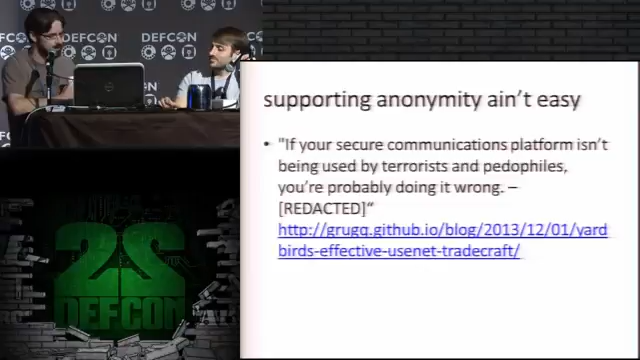 DEFCON
DEFCON
supporting anonymity ain't easy
• "If your secure communications platform isn't
being used by terrorists and pedophiles,
you're probably doing it wrong. –
[REDACTED]"
http://grugq.github.io/blog/2013/12/01/yard
birds-effective-usenet-tradecraft/
22
DEFCON